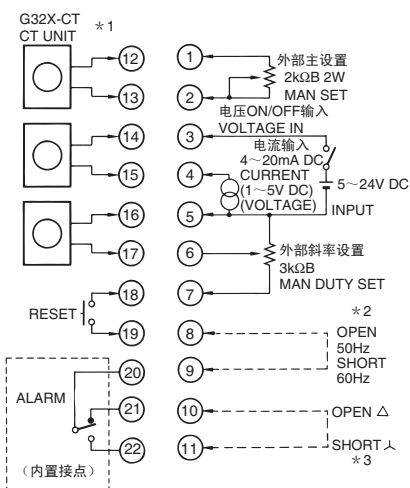 G32X-CT
CT UNIT
*1
12
13
14
15
16
17
RESET
18
19
20
ALARM
21
22
(内置接点)
1
外部主设置
2kΩB 2W
2
MAN SET
电压ON/OFF输入
3
VOLTAGE IN
电流输入
4~20mA DC
4
CURRENT
(1~5V DC)
(VOLTAGE)
5~24V DC
5
INPUT
6
外部斜率设置
3kΩB
7
MAN DUTY SET
*2
8
OPEN
50Hz
9
SHORT
60Hz
10
OPEN △
11
SHORT 人
*3